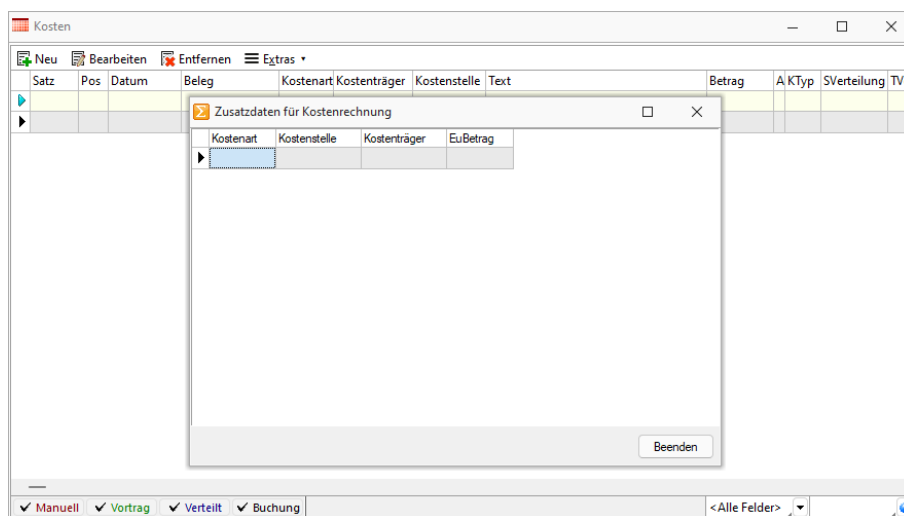 Kosten
Neu Bearbeiten Entfernen Extras
Satz Pos Datum Beleg Kostenart Kostenträger Kostenstelle Text Betrag A KTyp SVerteilung TV
Zusatzdaten für Kostenrechnung
Kostenart Kostenstelle Kostenträger EuBetrag
Beenden
Manuell Vortrag Verteilt Buchung <Alle Felder>